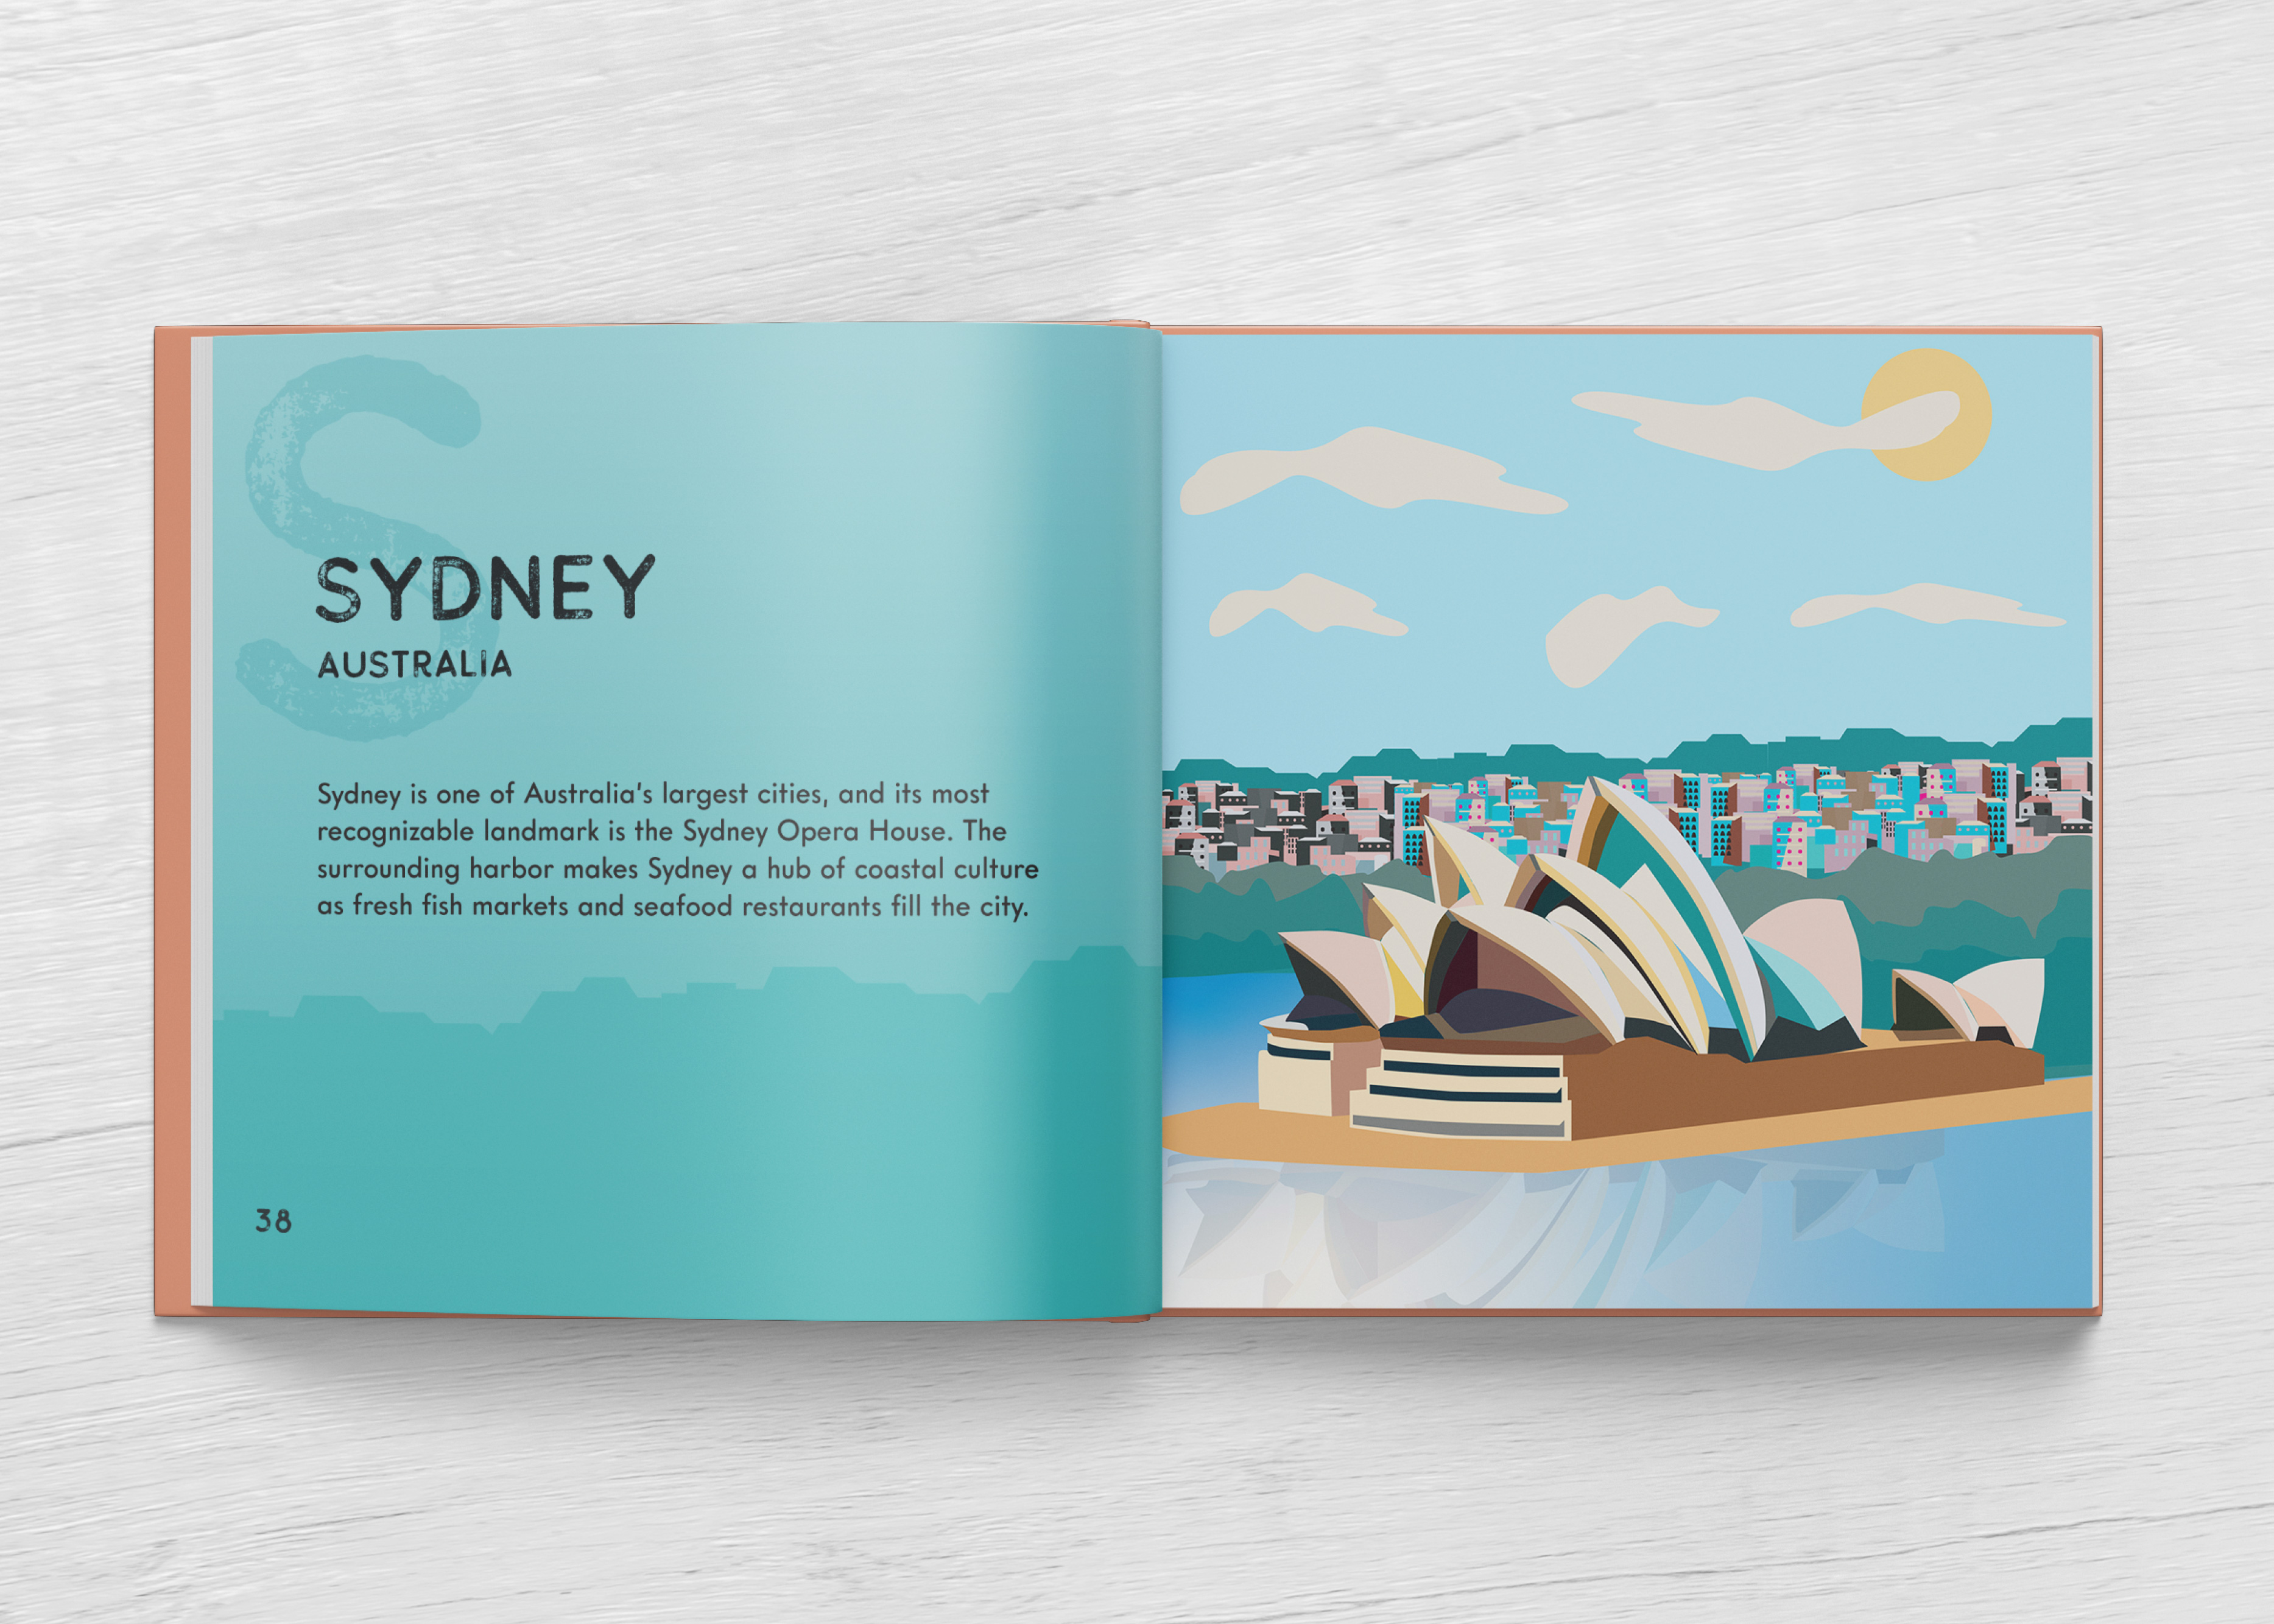 S
SYDNEY
AUSTRALIA
Sydney is one of Australia's largest cities, and its most
recognizable landmark is the Sydney Opera House. The
surrounding harbor makes Sydney a hub of coastal culture
as fresh fish markets and seafood restaurants fill the city.
38